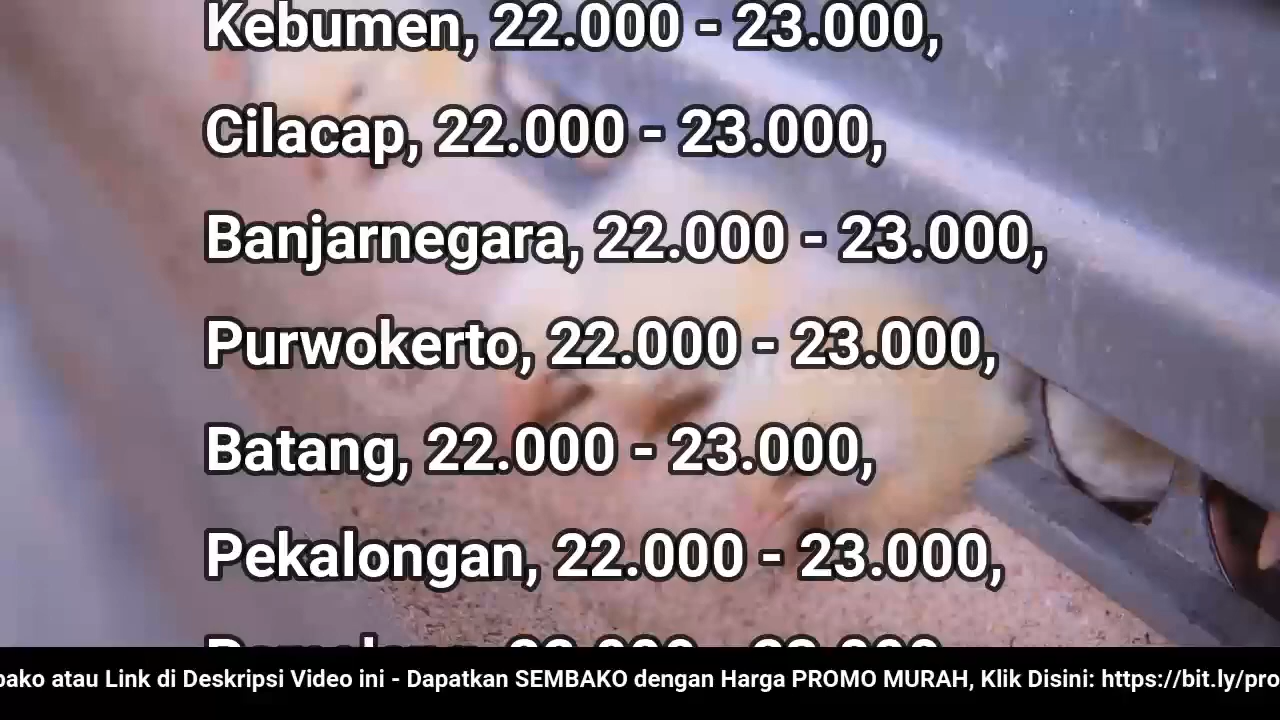 Kebumen, 22.000 - 23.000,
Cilacap, 22.000 - 23.000,
Banjarnegara, 22.000 - 23.000,
Purwokerto, 22.000 - 23.000,
Batang, 22.000 - 23.000,
Pekalongan, 22.000 - 23.000,
atau Link di Deskripsi Video ini - Dapatkan SEMBAKO dengan Harga PROMO MURAH, Klik Disini: https://bit.ly/pro